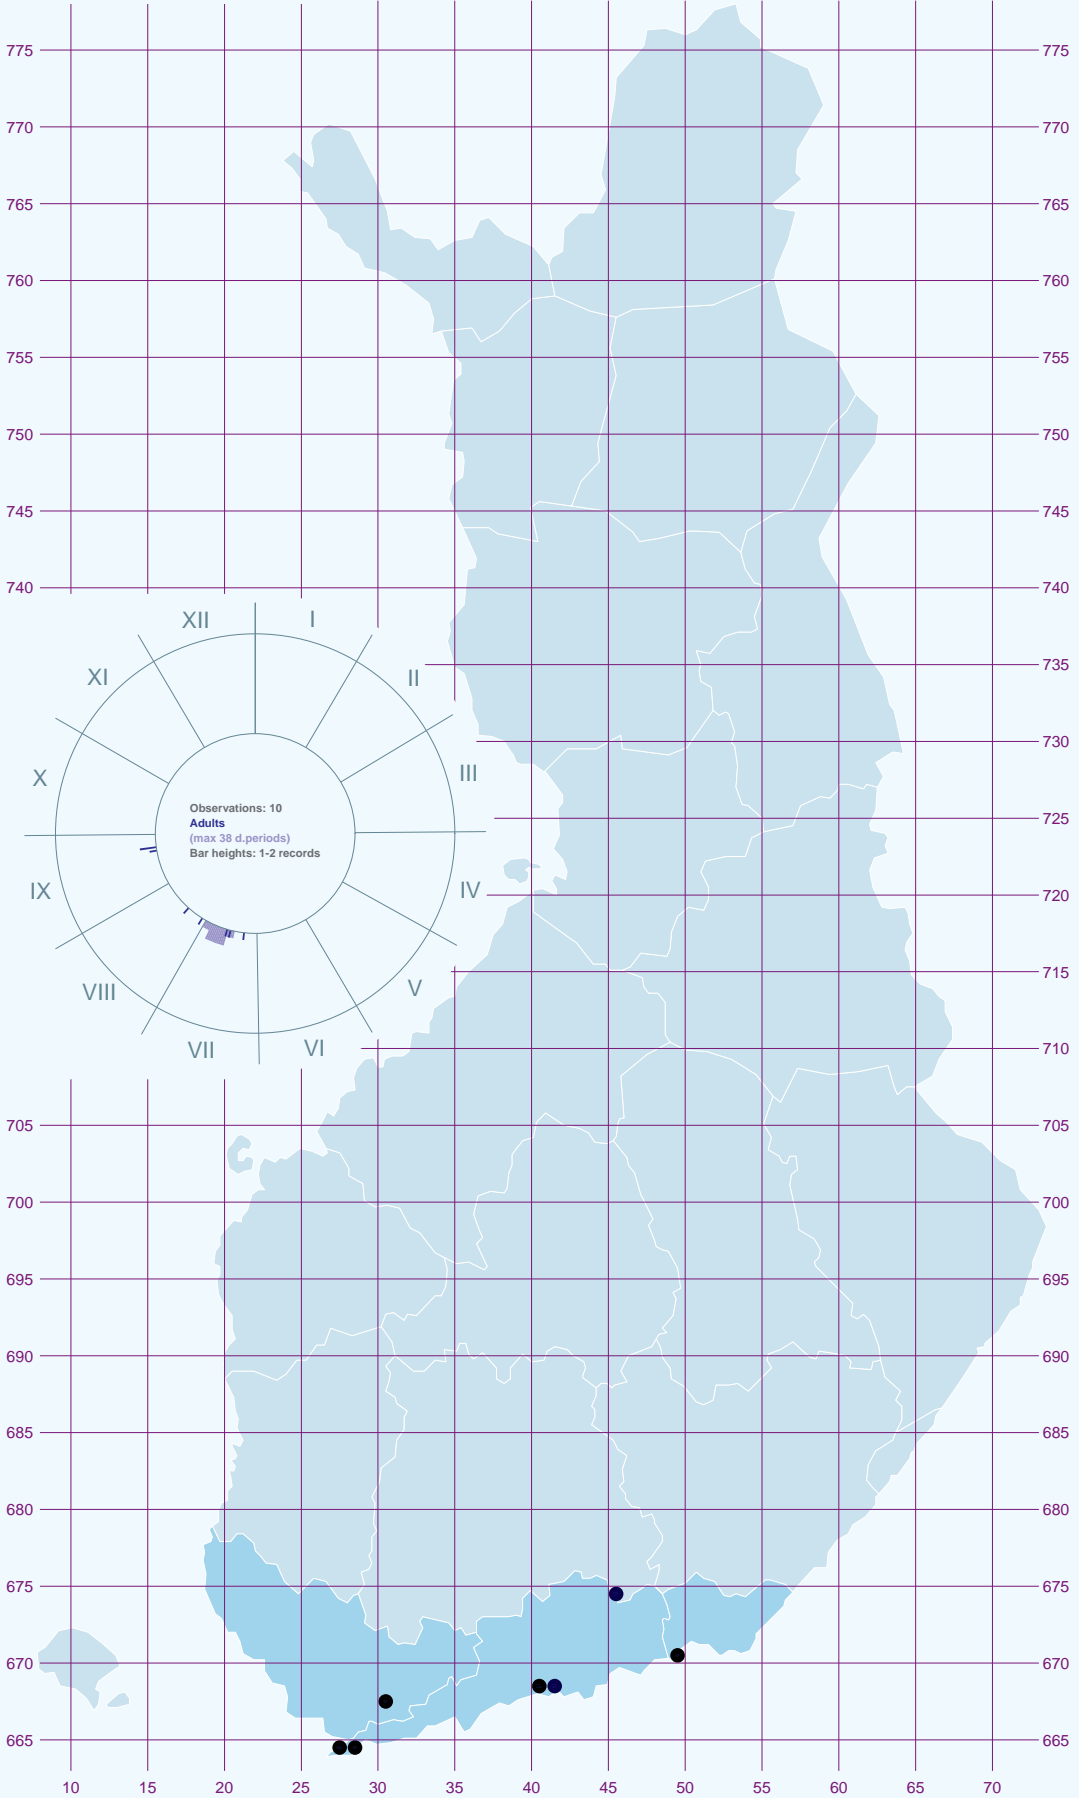 775 775
770 770
765 765
760 760
755 755
750 750
745 745
740 740
XII I
XI II
735
X III
730
725
IX IV
720
VIII V
715
VII VI
710
Observations: 10
Adults
(max 38 d.periods)
Bar heights: 1-2 records
705 705
700 700
695 695
690 690
685 685
680 680
675 675
670 670
665 665
10 15 20 25 30 35 40 45 50 55 60 65 70